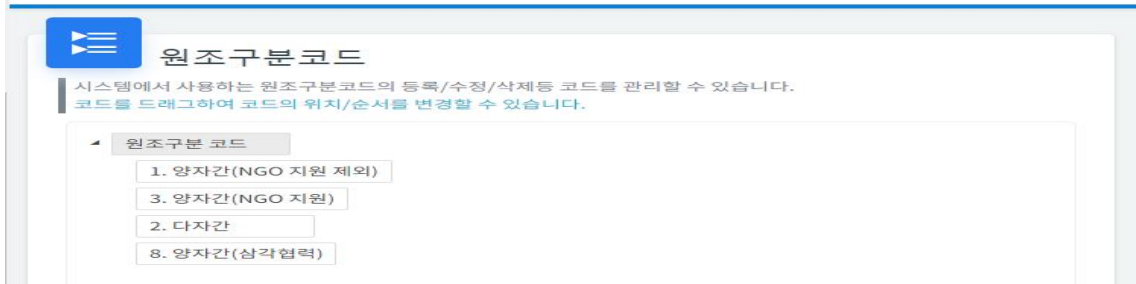 원조구분코드
시스템에서 사용하는 원조구분코드의 등록/수정/삭제등 코드를 관리할 수 있습니다.
코드를 드래그하여 코드의 위치/순서를 변경할 수 있습니다.
원조구분 코드
1. 양자간(NGO 지원 제외)
3. 양자간(NGO 지원)
2. 다자간
8. 양자간(삼각협력)